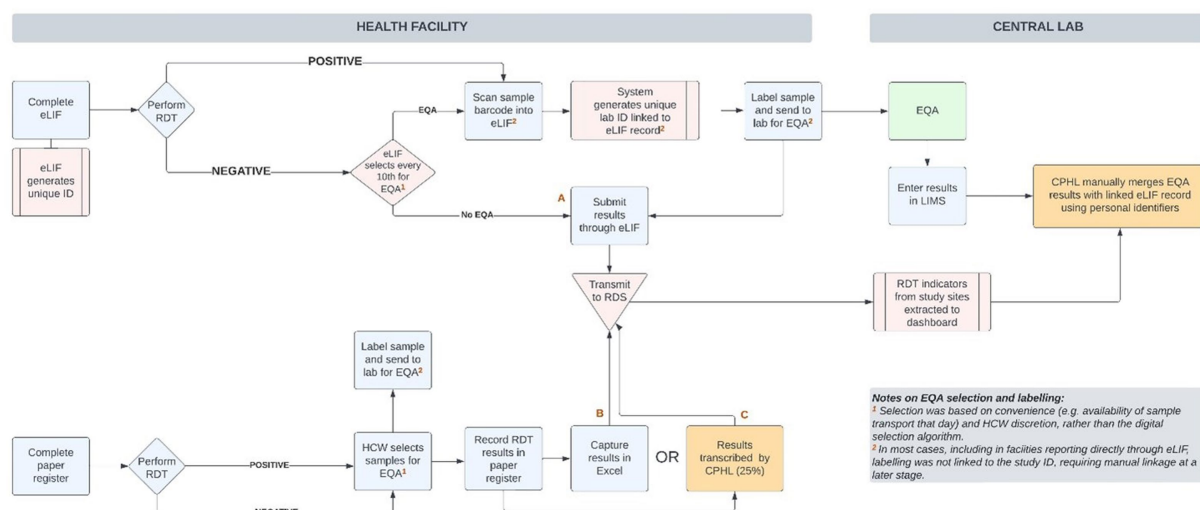 HEALTH FACILITY
CENTRAL LAB
POSITIVE
Complete
eLIF
Perform
RDT
Scan sample
barcode into
eLIF²
System
generates unique
lab ID linked to
eLIF record²
Label sample
and send to
lab for EQA²
EQA
EQA
eLIF
generates
unique ID
NEGATIVE
eLIF
selects every
10th for
EQA¹
No EQA
A
Submit
results
through eLIF
Enter results
in LIMS
CPHL manually merges EQA
results with linked eLIF record
using personal identifiers
Transmit
to RDS
RDT indicators
from study sites
extracted to
dashboard
Label sample
and send to
lab for EQA²
B
C
Complete
paper
register
Perform
RDT
POSITIVE
HCW selects
samples for
EQA¹
Record RDT
results in
paper
register
Capture
results in
Excel
OR
Results
transcribed by
CPHL (25%)
Notes on EQA selection and labelling:
¹ Selection was based on convenience (e.g. availability of sample
transport that day) and HCW discretion, rather than the digital
selection algorithm.
² In most cases, including in facilities reporting directly through eLIF,
labelling was not linked to the study ID, requiring manual linkage at a
later stage.